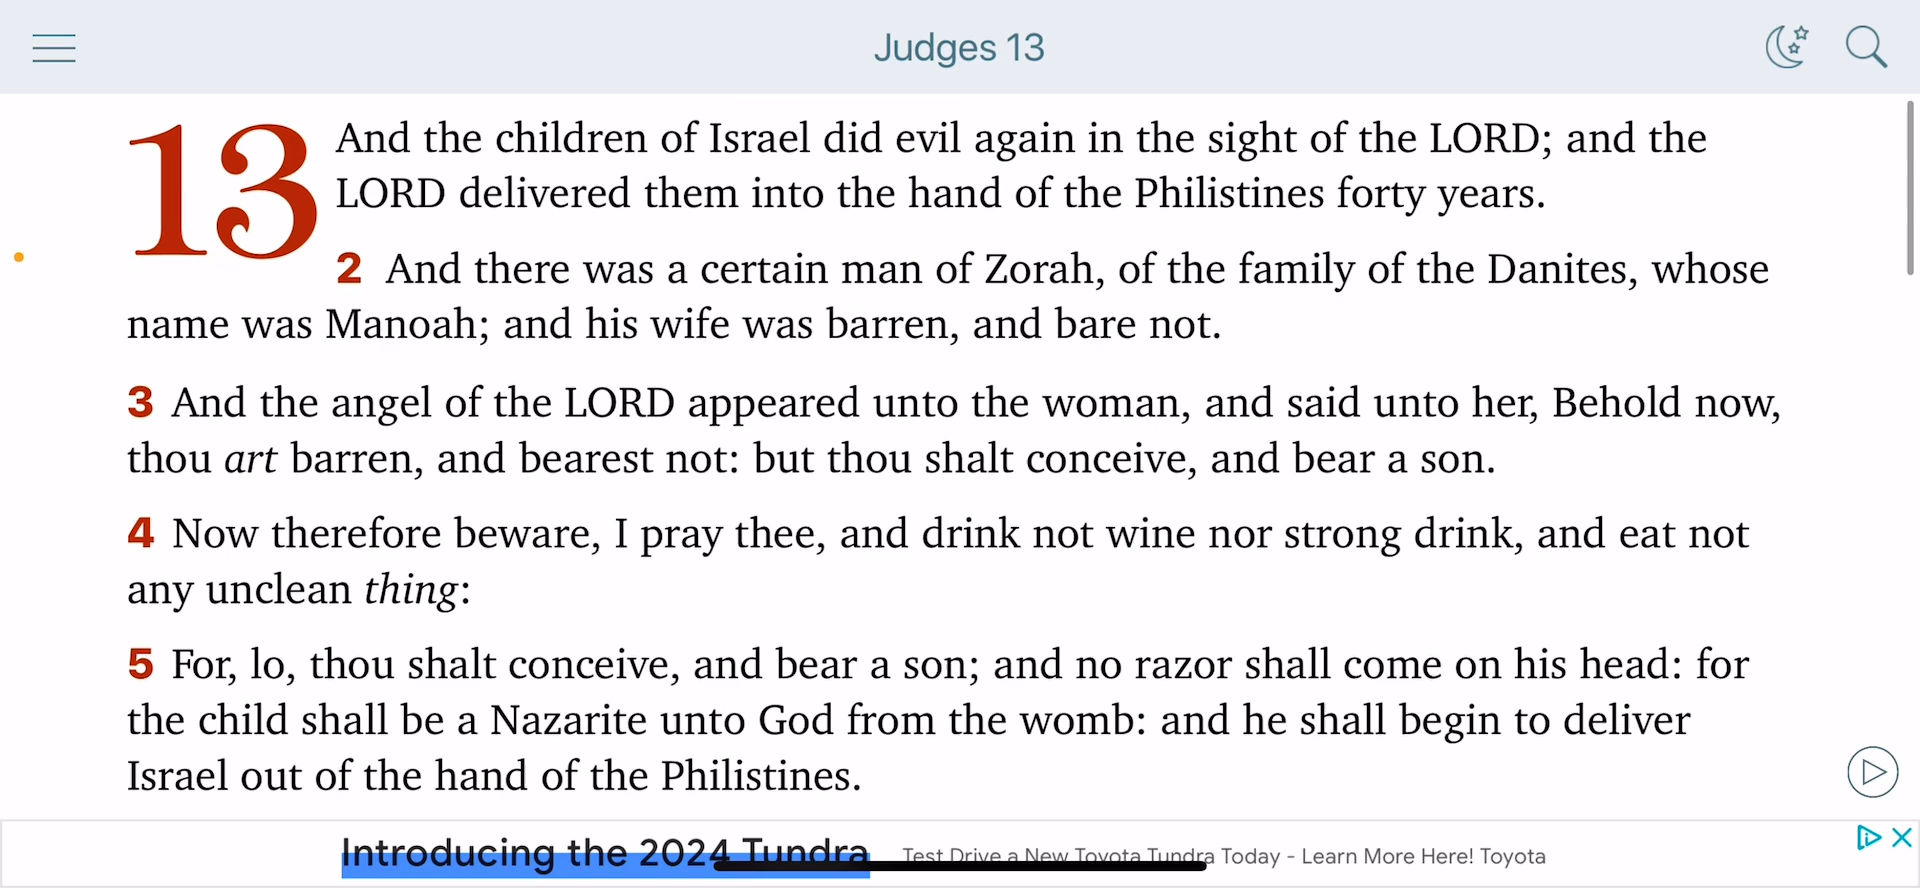 Judges 13
13 And the children of Israel did evil again in the sight of the LORD; and the
LORD delivered them into the hand of the Philistines forty years.
2 And there was a certain man of Zorah, of the family of the Danites, whose
name was Manoah; and his wife was barren, and bare not.
3 And the angel of the LORD appeared unto the woman, and said unto her, Behold now,
thou art barren, and bearest not: but thou shalt conceive, and bear a son.
4 Now therefore beware, I pray thee, and drink not wine nor strong drink, and eat not
any unclean thing:
5 For, lo, thou shalt conceive, and bear a son; and no razor shall come on his head: for
the child shall be a Nazarite unto God from the womb: and he shall begin to deliver
Israel out of the hand of the Philistines.
Introducing the 2024 Tundra Test Drive a New Toyota Tundra Today - Learn More Here! Toyota